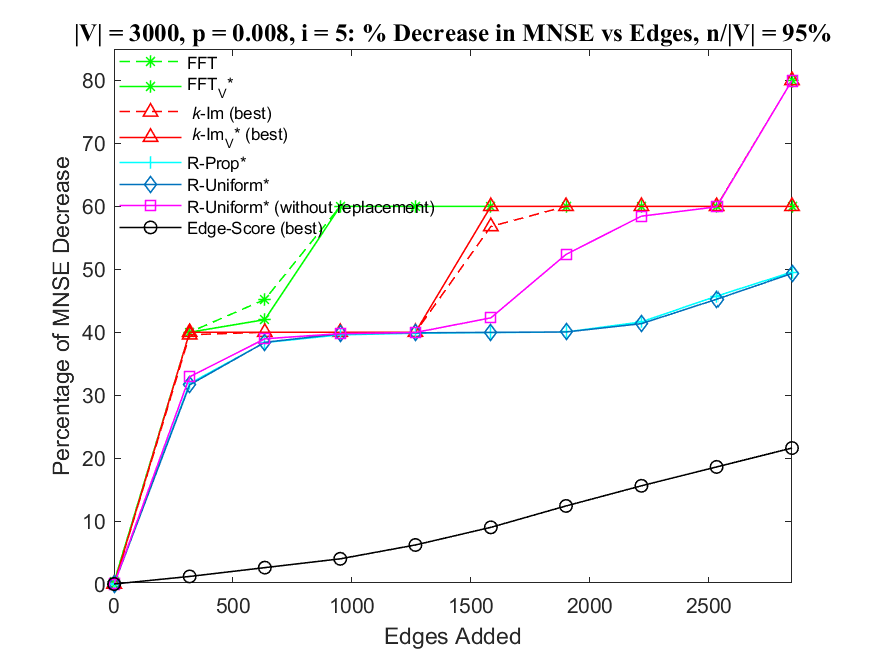 |V| = 3000, p = 0.008, i = 5: % Decrease in MNSE vs Edges, n/|V| = 95%
FFT
FFT_V*
k-Im (best)
k-Im_V* (best)
R-Prop*
R-Uniform*
R-Uniform* (without replacement)
Edge-Score (best)
Percentage of MNSE Decrease
80
70
60
50
40
30
20
10
0
0 500 1000 1500 2000 2500
Edges Added